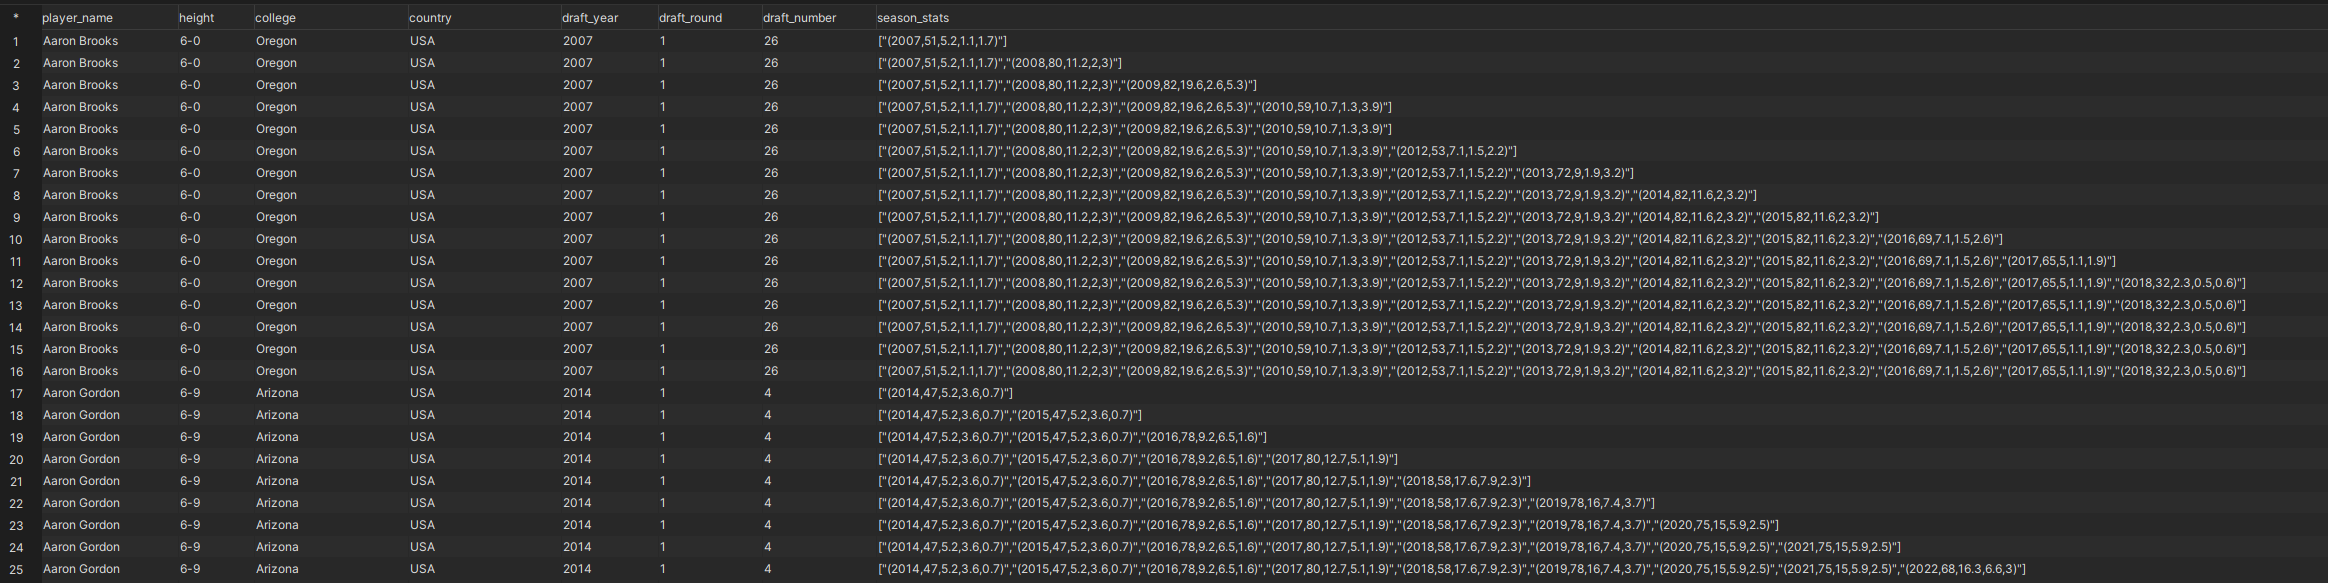 * player_name height college country draft_year draft_round draft_number season_stats
1 Aaron Brooks 6-0 Oregon USA 2007 1 26 ["(2007,51,5.2,1.1,1.7)"]
2 Aaron Brooks 6-0 Oregon USA 2007 1 26 ["(2007,51,5.2,1.1,1.7)","(2008,80,11.2,2,3)"]
3 Aaron Brooks 6-0 Oregon USA 2007 1 26 ["(2007,51,5.2,1.1,1.7)","(2008,80,11.2,2,3)","(2009,82,19.6,2.6,5.3)"]
4 Aaron Brooks 6-0 Oregon USA 2007 1 26 ["(2007,51,5.2,1.1,1.7)","(2008,80,11.2,2,3)","(2009,82,19.6,2.6,5.3)","(2010,59,10.7,1.3,3.9)"]
5 Aaron Brooks 6-0 Oregon USA 2007 1 26 ["(2007,51,5.2,1.1,1.7)","(2008,80,11.2,2,3)","(2009,82,19.6,2.6,5.3)","(2010,59,10.7,1.3,3.9)"]
6 Aaron Brooks 6-0 Oregon USA 2007 1 26 ["(2007,51,5.2,1.1,1.7)","(2008,80,11.2,2,3)","(2009,82,19.6,2.6,5.3)","(2010,59,10.7,1.3,3.9)","(2012,53,7.1,1.5,2.2)"]
7 Aaron Brooks 6-0 Oregon USA 2007 1 26 ["(2007,51,5.2,1.1,1.7)","(2008,80,11.2,2,3)","(2009,82,19.6,2.6,5.3)","(2010,59,10.7,1.3,3.9)","(2012,53,7.1,1.5,2.2)","(2013,72,9,1.9,3.2)"]
8 Aaron Brooks 6-0 Oregon USA 2007 1 26 ["(2007,51,5.2,1.1,1.7)","(2008,80,11.2,2,3)","(2009,82,19.6,2.6,5.3)","(2010,59,10.7,1.3,3.9)","(2012,53,7.1,1.5,2.2)","(2013,72,9,1.9,3.2)","(2014,82,11.6,2,3.2)"]
9 Aaron Brooks 6-0 Oregon USA 2007 1 26 ["(2007,51,5.2,1.1,1.7)","(2008,80,11.2,2,3)","(2009,82,19.6,2.6,5.3)","(2010,59,10.7,1.3,3.9)","(2012,53,7.1,1.5,2.2)","(2013,72,9,1.9,3.2)","(2014,82,11.6,2,3.2)","(2015,82,11.6,2,3.2)"]
10 Aaron Brooks 6-0 Oregon USA 2007 1 26 ["(2007,51,5.2,1.1,1.7)","(2008,80,11.2,2,3)","(2009,82,19.6,2.6,5.3)","(2010,59,10.7,1.3,3.9)","(2012,53,7.1,1.5,2.2)","(2013,72,9,1.9,3.2)","(2014,82,11.6,2,3.2)","(2015,82,11.6,2,3.2)","(2016,69,7.1,1.5,2.6)"]
11 Aaron Brooks 6-0 Oregon USA 2007 1 26 ["(2007,51,5.2,1.1,1.7)","(2008,80,11.2,2,3)","(2009,82,19.6,2.6,5.3)","(2010,59,10.7,1.3,3.9)","(2012,53,7.1,1.5,2.2)","(2013,72,9,1.9,3.2)","(2014,82,11.6,2,3.2)","(2015,82,11.6,2,3.2)","(2016,69,7.1,1.5,2.6)","(2017,65,5,1.1,1.9)"]
12 Aaron Brooks 6-0 Oregon USA 2007 1 26 ["(2007,51,5.2,1.1,1.7)","(2008,80,11.2,2,3)","(2009,82,19.6,2.6,5.3)","(2010,59,10.7,1.3,3.9)","(2012,53,7.1,1.5,2.2)","(2013,72,9,1.9,3.2)","(2014,82,11.6,2,3.2)","(2015,82,11.6,2,3.2)","(2016,69,7.1,1.5,2.6)","(2017,65,5,1.1,1.9)","(2018,32,2.3,0.5,0.6)"]
13 Aaron Brooks 6-0 Oregon USA 2007 1 26 ["(2007,51,5.2,1.1,1.7)","(2008,80,11.2,2,3)","(2009,82,19.6,2.6,5.3)","(2010,59,10.7,1.3,3.9)","(2012,53,7.1,1.5,2.2)","(2013,72,9,1.9,3.2)","(2014,82,11.6,2,3.2)","(2015,82,11.6,2,3.2)","(2016,69,7.1,1.5,2.6)","(2017,65,5,1.1,1.9)","(2018,32,2.3,0.5,0.6)"]
14 Aaron Brooks 6-0 Oregon USA 2007 1 26 ["(2007,51,5.2,1.1,1.7)","(2008,80,11.2,2,3)","(2009,82,19.6,2.6,5.3)","(2010,59,10.7,1.3,3.9)","(2012,53,7.1,1.5,2.2)","(2013,72,9,1.9,3.2)","(2014,82,11.6,2,3.2)","(2015,82,11.6,2,3.2)","(2016,69,7.1,1.5,2.6)","(2017,65,5,1.1,1.9)","(2018,32,2.3,0.5,0.6)"]
15 Aaron Brooks 6-0 Oregon USA 2007 1 26 ["(2007,51,5.2,1.1,1.7)","(2008,80,11.2,2,3)","(2009,82,19.6,2.6,5.3)","(2010,59,10.7,1.3,3.9)","(2012,53,7.1,1.5,2.2)","(2013,72,9,1.9,3.2)","(2014,82,11.6,2,3.2)","(2015,82,11.6,2,3.2)","(2016,69,7.1,1.5,2.6)","(2017,65,5,1.1,1.9)","(2018,32,2.3,0.5,0.6)"]
16 Aaron Brooks 6-0 Oregon USA 2007 1 26 ["(2007,51,5.2,1.1,1.7)","(2008,80,11.2,2,3)","(2009,82,19.6,2.6,5.3)","(2010,59,10.7,1.3,3.9)","(2012,53,7.1,1.5,2.2)","(2013,72,9,1.9,3.2)","(2014,82,11.6,2,3.2)","(2015,82,11.6,2,3.2)","(2016,69,7.1,1.5,2.6)","(2017,65,5,1.1,1.9)","(2018,32,2.3,0.5,0.6)"]
17 Aaron Gordon 6-9 Arizona USA 2014 1 4 ["(2014,47,5.2,3.6,0.7)"]
18 Aaron Gordon 6-9 Arizona USA 2014 1 4 ["(2014,47,5.2,3.6,0.7)","(2015,47,5.2,3.6,0.7)"]
19 Aaron Gordon 6-9 Arizona USA 2014 1 4 ["(2014,47,5.2,3.6,0.7)","(2015,47,5.2,3.6,0.7)","(2016,78,9.2,6.5,1.6)"]
20 Aaron Gordon 6-9 Arizona USA 2014 1 4 ["(2014,47,5.2,3.6,0.7)","(2015,47,5.2,3.6,0.7)","(2016,78,9.2,6.5,1.6)","(2017,80,12.7,5.1,1.9)"]
21 Aaron Gordon 6-9 Arizona USA 2014 1 4 ["(2014,47,5.2,3.6,0.7)","(2015,47,5.2,3.6,0.7)","(2016,78,9.2,6.5,1.6)","(2017,80,12.7,5.1,1.9)","(2018,58,17.6,7.9,2.3)"]
22 Aaron Gordon 6-9 Arizona USA 2014 1 4 ["(2014,47,5.2,3.6,0.7)","(2015,47,5.2,3.6,0.7)","(2016,78,9.2,6.5,1.6)","(2017,80,12.7,5.1,1.9)","(2018,58,17.6,7.9,2.3)","(2019,78,16,7.4,3.7)"]
23 Aaron Gordon 6-9 Arizona USA 2014 1 4 ["(2014,47,5.2,3.6,0.7)","(2015,47,5.2,3.6,0.7)","(2016,78,9.2,6.5,1.6)","(2017,80,12.7,5.1,1.9)","(2018,58,17.6,7.9,2.3)","(2019,78,16,7.4,3.7)","(2020,75,15,5.9,2.5)"]
24 Aaron Gordon 6-9 Arizona USA 2014 1 4 ["(2014,47,5.2,3.6,0.7)","(2015,47,5.2,3.6,0.7)","(2016,78,9.2,6.5,1.6)","(2017,80,12.7,5.1,1.9)","(2018,58,17.6,7.9,2.3)","(2019,78,16,7.4,3.7)","(2020,75,15,5.9,2.5)","(2021,75,15,5.9,2.5)"]
25 Aaron Gordon 6-9 Arizona USA 2014 1 4 ["(2014,47,5.2,3.6,0.7)","(2015,47,5.2,3.6,0.7)","(2016,78,9.2,6.5,1.6)","(2017,80,12.7,5.1,1.9)","(2018,58,17.6,7.9,2.3)","(2019,78,16,7.4,3.7)","(2020,75,15,5.9,2.5)","(2021,75,15,5.9,2.5)","(2022,68,16.3,6.6,3)"]